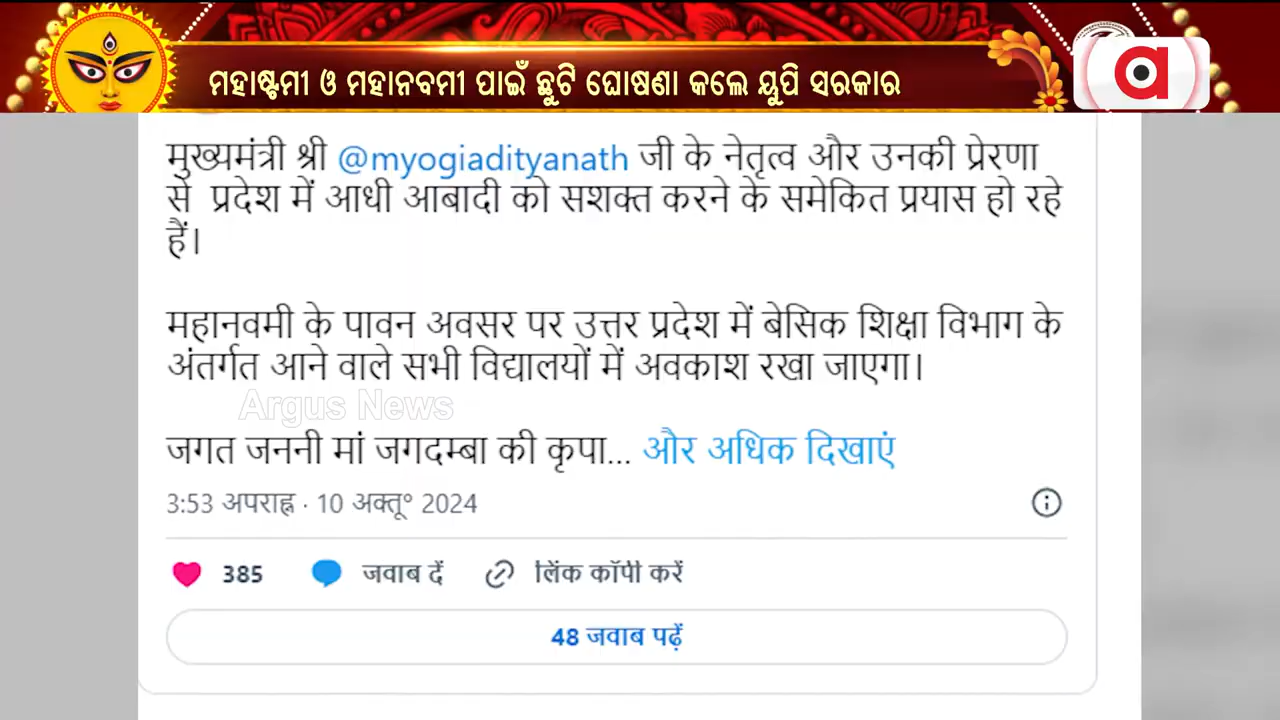 ମହାଷ୍ଟମୀ ଓ ମହାନବମୀ ପାଇଁ ଛୁଟି ଘୋଷଣା କଲେ ୟୁପି ସରକାର
a
मुख्यमंत्री श्री @myogiadityanath जी के नेतृत्व और उनकी प्रेरणा
से प्रदेश में आधी आबादी को सशक्त करने के समेकित प्रयास हो रहे
हैं।
महानवमी के पावन अवसर पर उत्तर प्रदेश में बेसिक शिक्षा विभाग के
अंतर्गत आने वाले सभी विद्यालयों में अवकाश रखा जाएगा।
Argus News
जगत जननी मां जगदम्बा की कृपा... और अधिक दिखाएं
3:53 अपराह्न · 10 अक्तू॰ 2024
385 जवाब दें लिंक कॉपी करें
48 जवाब पढ़ें